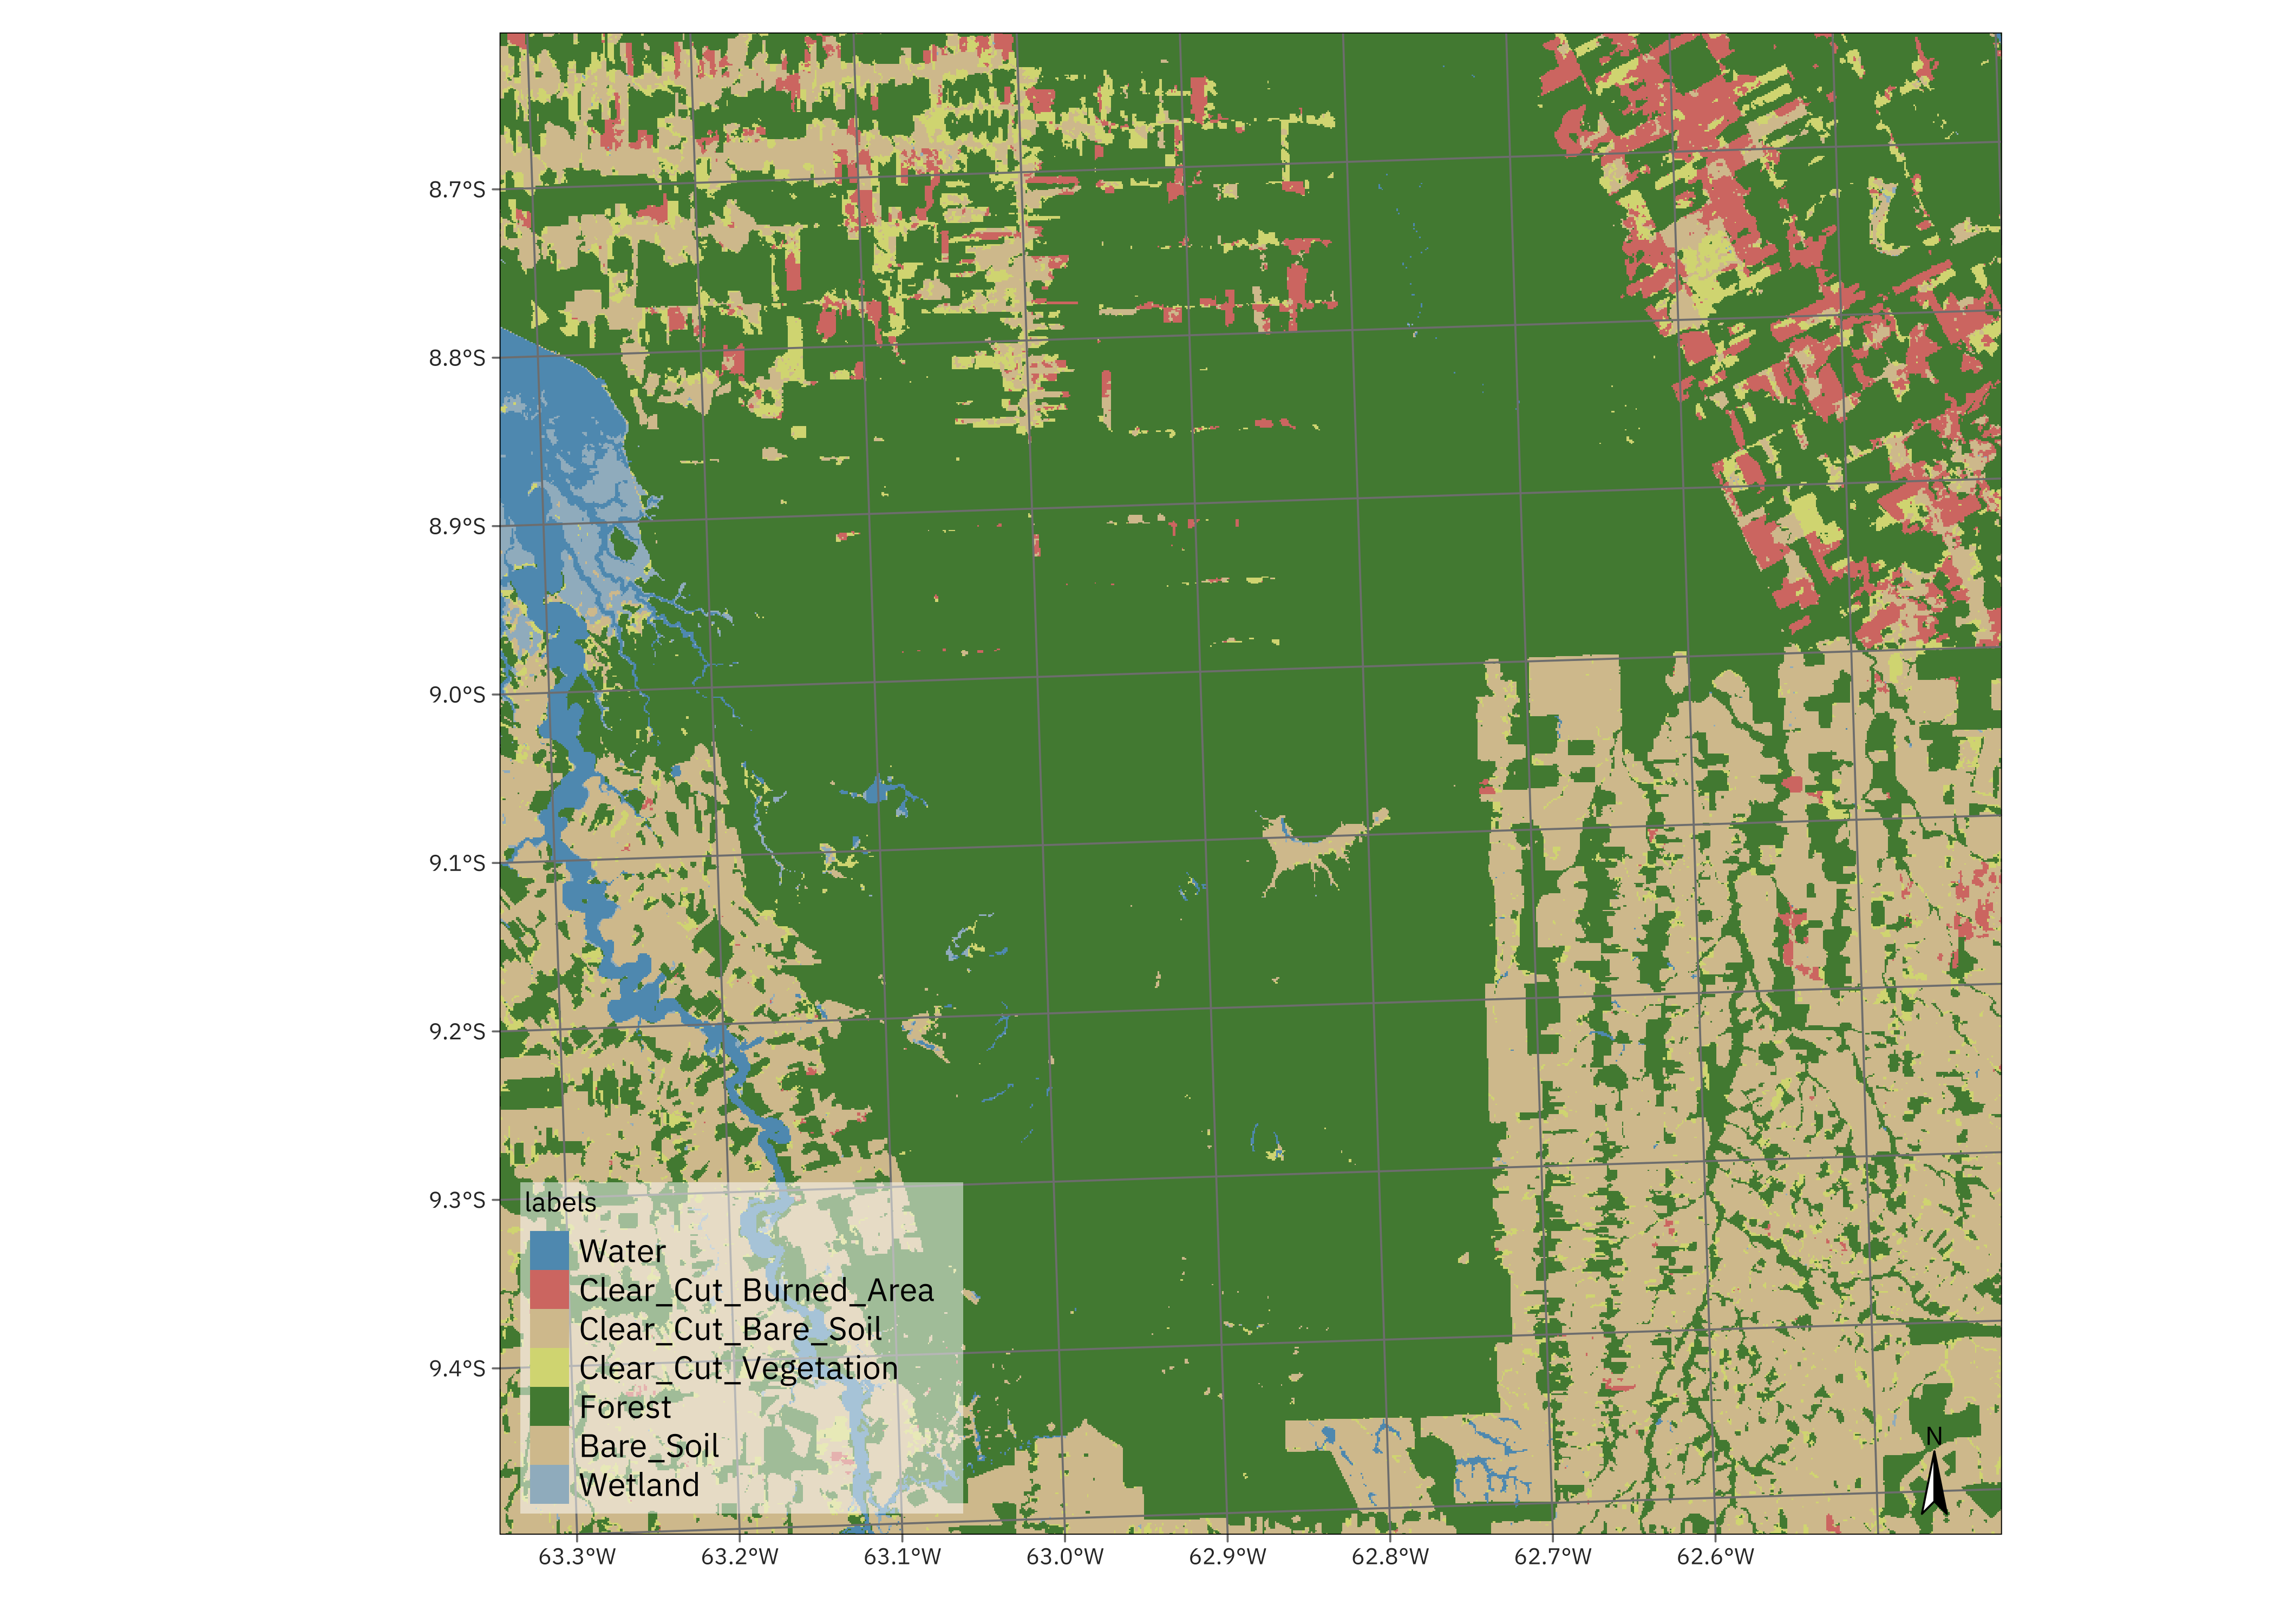 8.7°S
8.8°S
8.9°S
9.0°S
9.1°S
9.2°S
9.3°S
9.4°S
labels
Water
Clear_Cut_Burned_Area
Clear_Cut_Bare_Soil
Clear_Cut_Vegetation
Forest
Bare_Soil
Wetland
N
63.3°W 63.2°W 63.1°W 63.0°W 62.9°W 62.8°W 62.7°W 62.6°W